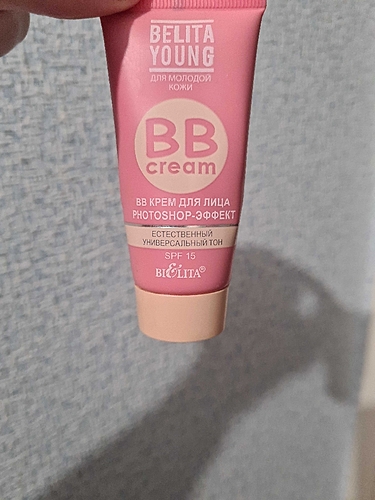 BELITA
YOUNG
ДЛЯ МОЛОДОЙ
КОЖИ
BB
cream
BB КРЕМ ДЛЯ ЛИЦА
PHOTOSHOP-ЭФФЕКТ
ЕСТЕСТВЕННЫЙ
УНИВЕРСАЛЬНЫЙ ТОН
SPF 15
BIELITA®